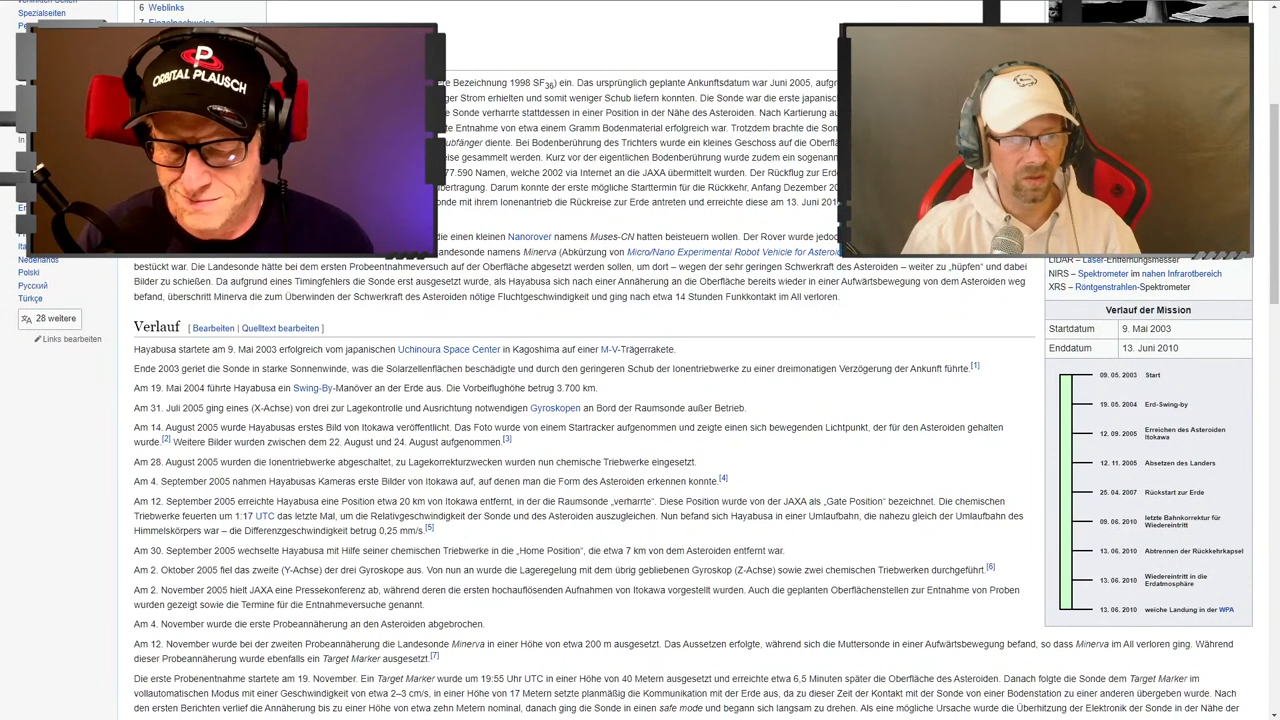 Spezialseiten
6 Weblinks
7 Einzelnachweise
ORBITAL PLAUSCH
e Bezeichnung 1998 SF36) ein. Das ursprünglich geplante Ankunftsdatum war Juni 2005,
ger Strom erhielten und somit weniger Schub liefern konnten. Die Sonde war die erste
e Sonde verharrte stattdessen in einer Position in der Nähe des Asteroiden. Nach Kartierung
te Entnahme von etwa einem Gramm Bodenmaterial erfolgreich war. Trotzdem brachte die
ubfänger diente. Bei Bodenberührung des Trichters wurde ein kleines Geschoss auf die
ise gesammelt werden. Kurz vor der eigentlichen Bodenberührung wurde zudem ein
77.590 Namen, welche 2002 via Internet an die JAXA übermittelt wurden. Der Rückflug zur
ertragung. Darum konnte der erste mögliche Starttermin für die Rückkehr, Anfang Dezember
nde mit ihrem Ionenantrieb die Rückreise zur Erde antreten und erreichte diese am 13. Juni
die einen kleinen Nanorover namens Muses-CN hatten beisteuern wollen. Der Rover wurde
andesonde namens Minerva (Abkürzung von Micro/Nano Experimental Robot Vehicle for
bestückt war. Die Landesonde hätte bei dem ersten Probeentnahmeversuch auf der Oberfläche abgesetzt werden sollen, um dort – wegen der sehr geringen Schwerkraft des Asteroiden – weiter zu „hüpfen“ und dabei
Bilder zu schießen. Da aufgrund eines Timingfehlers die Sonde erst ausgesetzt wurde, als Hayabusa sich nach einer Annäherung an die Oberfläche bereits wieder in einer Aufwärtsbewegung von dem Asteroiden weg
befand, überschritt Minerva die zum Überwinden der Schwerkraft des Asteroiden nötige Fluchtgeschwindigkeit und ging nach etwa 14 Stunden Funkkontakt im All verloren.
Nederlands
Polski
Русский
Türkçe
28 weitere
Links bearbeiten
Verlauf [ Bearbeiten | Quelltext bearbeiten ]
Hayabusa startete am 9. Mai 2003 erfolgreich vom japanischen Uchinoura Space Center in Kagoshima auf einer M-V-Trägerrakete.
Ende 2003 geriet die Sonde in starke Sonnenwinde, was die Solarzellenflächen beschädigte und durch den geringeren Schub der Ionentriebwerke zu einer dreimonatigen Verzögerung der Ankunft führte.[1]
Am 19. Mai 2004 führte Hayabusa ein Swing-By-Manöver an der Erde aus. Die Vorbeiflughöhe betrug 3.700 km.
Am 31. Juli 2005 ging eines (X-Achse) von drei zur Lagekontrolle und Ausrichtung notwendigen Gyroskopen an Bord der Raumsonde außer Betrieb.
Am 14. August 2005 wurde Hayabusas erstes Bild von Itokawa veröffentlicht. Das Foto wurde von einem Startracker aufgenommen und zeigte einen sich bewegenden Lichtpunkt, der für den Asteroiden gehalten
wurde.[2] Weitere Bilder wurden zwischen dem 22. August und 24. August aufgenommen.[3]
Am 28. August 2005 wurden die Ionentriebwerke abgeschaltet, zu Lagekorrekturzwecken wurden nun chemische Triebwerke eingesetzt.
Am 4. September 2005 nahmen Hayabusas Kameras erste Bilder von Itokawa auf, auf denen man die Form des Asteroiden erkennen konnte.[4]
Am 12. September 2005 erreichte Hayabusa eine Position etwa 20 km von Itokawa entfernt, in der die Raumsonde „verharrte“. Diese Position wurde von der JAXA als „Gate Position“ bezeichnet. Die chemischen
Triebwerke feuerten um 1:17 UTC das letzte Mal, um die Relativgeschwindigkeit der Sonde und des Asteroiden auszugleichen. Nun befand sich Hayabusa in einer Umlaufbahn, die nahezu gleich der Umlaufbahn des
Himmelskörpers war – die Differenzgeschwindigkeit betrug 0,25 mm/s.[5]
Am 30. September 2005 wechselte Hayabusa mit Hilfe seiner chemischen Triebwerke in die „Home Position“, die etwa 7 km von dem Asteroiden entfernt war.
Am 2. Oktober 2005 fiel das zweite (Y-Achse) der drei Gyroskope aus. Von nun an wurde die Lageregelung mit dem übrig gebliebenen Gyroskop (Z-Achse) sowie zwei chemischen Triebwerken durchgeführt.[6]
Am 2. November 2005 hielt JAXA eine Pressekonferenz ab, während deren die ersten hochauflösenden Aufnahmen von Itokawa vorgestellt wurden. Auch die geplanten Oberflächenstellen zur Entnahme von Proben
wurden gezeigt sowie die Termine für die Entnahmeversuche genannt.
Am 4. November wurde die erste Probeannäherung an den Asteroiden abgebrochen.
Am 12. November wurde bei der zweiten Probeannäherung die Landesonde Minerva in einer Höhe von etwa 200 m ausgesetzt. Das Aussetzen erfolgte, während sich die Muttersonde in einer Aufwärtsbewegung befand, so dass Minerva im All verloren ging. Während
dieser Probeannäherung wurde ebenfalls ein Target Marker ausgesetzt.[7]
Die erste Probenentnahme startete am 19. November. Ein Target Marker wurde um 19:55 Uhr UTC in einer Höhe von 40 Metern ausgesetzt und erreichte etwa 6,5 Minuten später die Oberfläche des Asteroiden. Danach folgte die Sonde dem Target Marker im
vollautomatischen Modus mit einer Geschwindigkeit von etwa 2–3 cm/s, in einer Höhe von 17 Metern setzte planmäßig die Kommunikation mit der Erde aus, da zu dieser Zeit der Kontakt mit der Sonde von einer Bodenstation zu einer anderen übergeben wurde. Nach
den ersten Berichten verlief die Annäherung bis zu einer Höhe von etwa zehn Metern nominal, danach ging die Sonde in einen safe mode und begann sich langsam zu drehen. Als eine mögliche Ursache wurde die Überhitzung der Elektronik der Sonde in der Nähe der
LIDAR – Laser-Entfernungsmesser
NIRS – Spektrometer im nahen Infrarotbereich
XRS – Röntgenstrahlen-Spektrometer
Verlauf der Mission
Startdatum 9. Mai 2003
Enddatum 13. Juni 2010
09. 05. 2003 Start
19. 05. 2004 Erd-Swing-by
12. 09. 2005 Erreichen des Asteroiden
Itokawa
12. 11. 2005 Absetzen des Landers
25. 04. 2007 Rückstart zur Erde
09. 06. 2010 letzte Bahnkorrektur für
Wiedereintritt
13. 06. 2010 Abtrennen der Rückkehrkapsel
13. 06. 2010 Wiedereintritt in die
Erdatmosphäre
13. 06. 2010 weiche Landung in der WPA